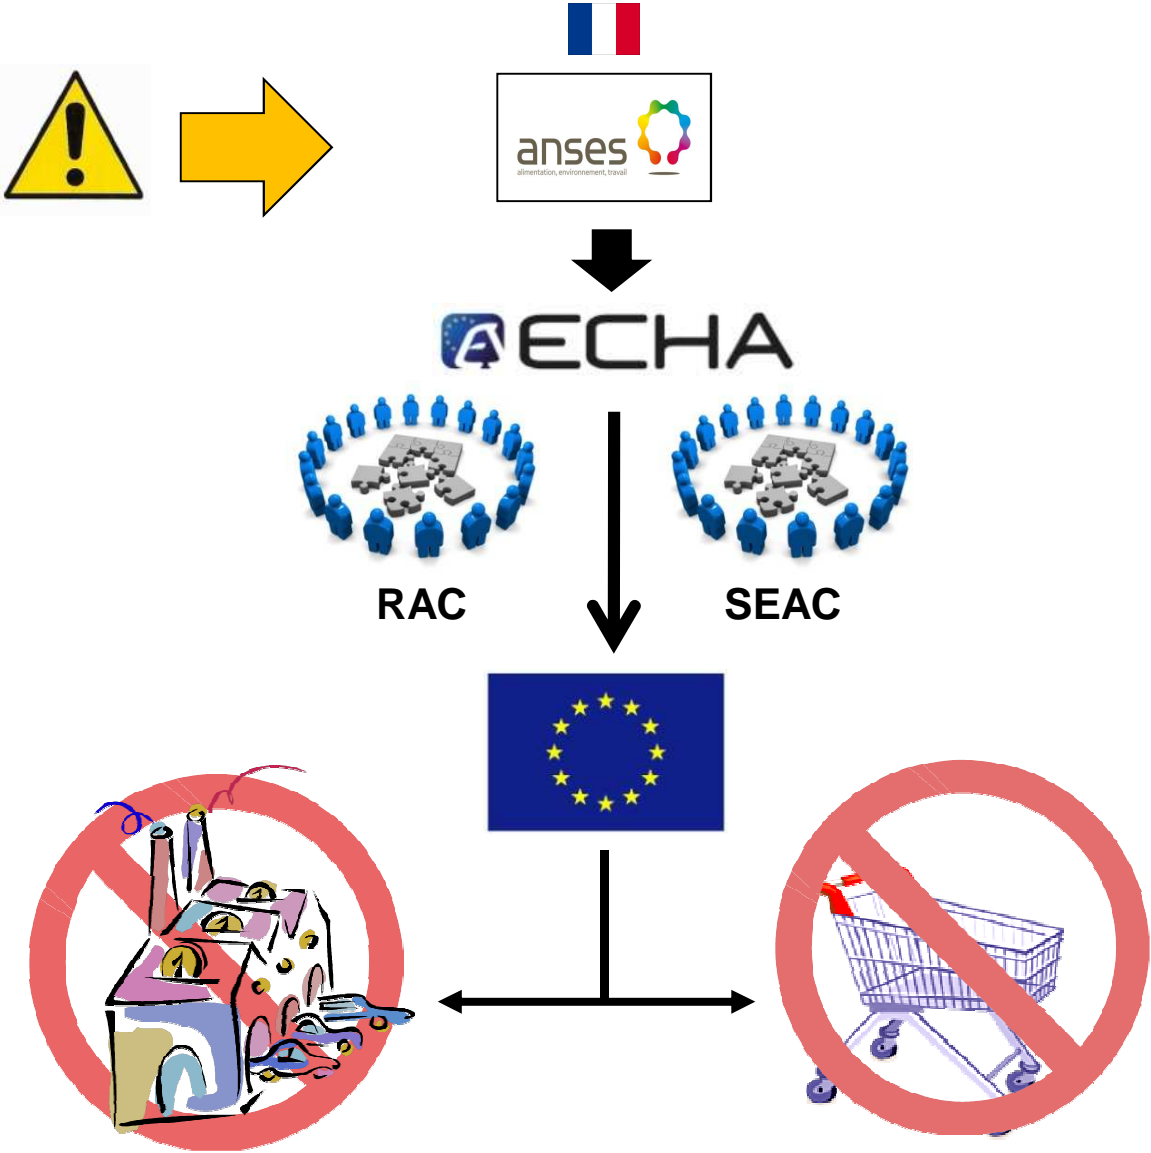 anses
alimentation, environnement, travail
ECHA
RAC
SEAC